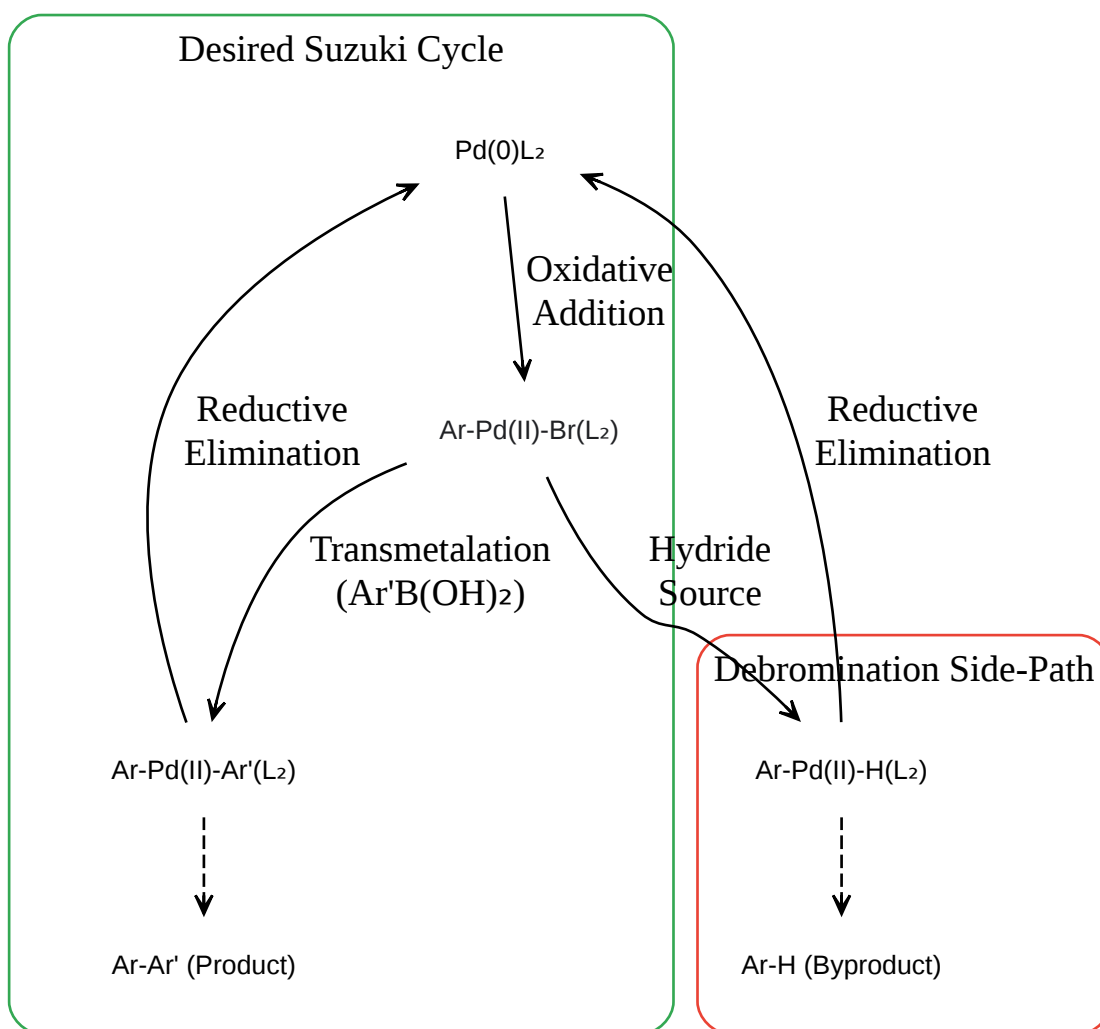 Desired Suzuki Cycle
Pd(0)L₂
Oxidative
Addition
Reductive
Elimination
Ar-Pd(II)-Br(L₂)
Reductive
Elimination
Transmetalation
(Ar'B(OH)₂)
Hydride
Source
Debromination Side-Path
Ar-Pd(II)-Ar'(L₂)
Ar-Pd(II)-H(L₂)
Ar-Ar' (Product)
Ar-H (Byproduct)